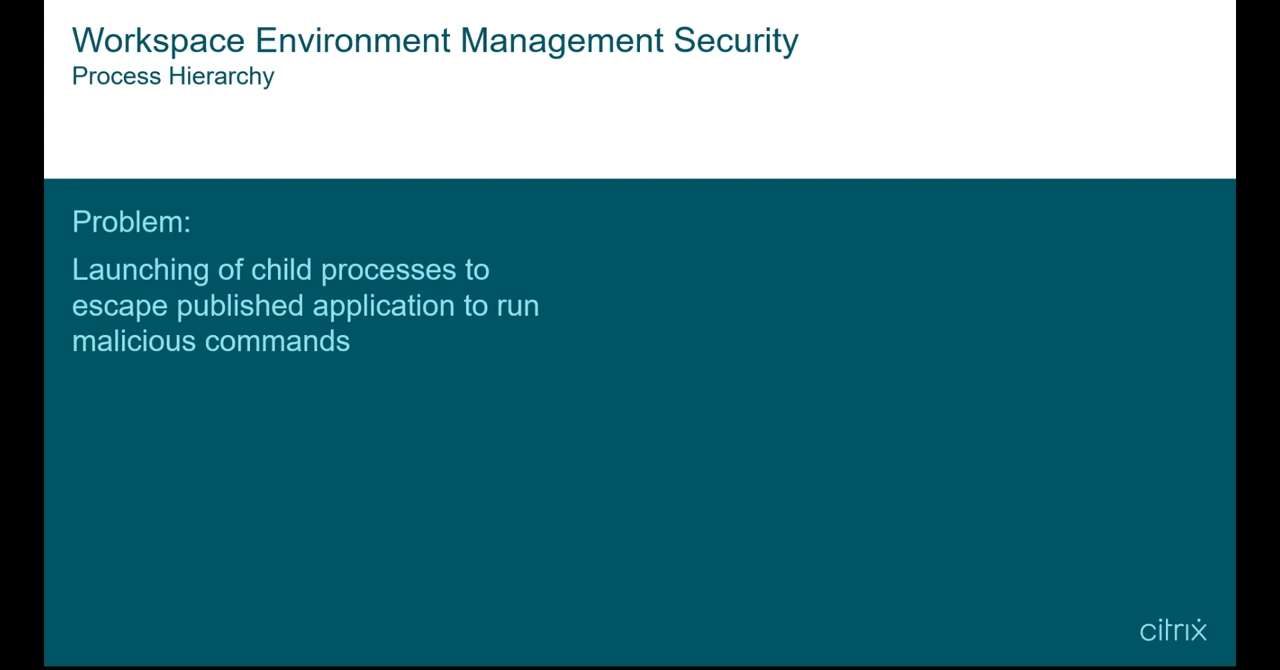 Workspace Environment Management Security
Process Hierarchy
Problem:
Launching of child processes to
escape published application to run
malicious commands
citrix